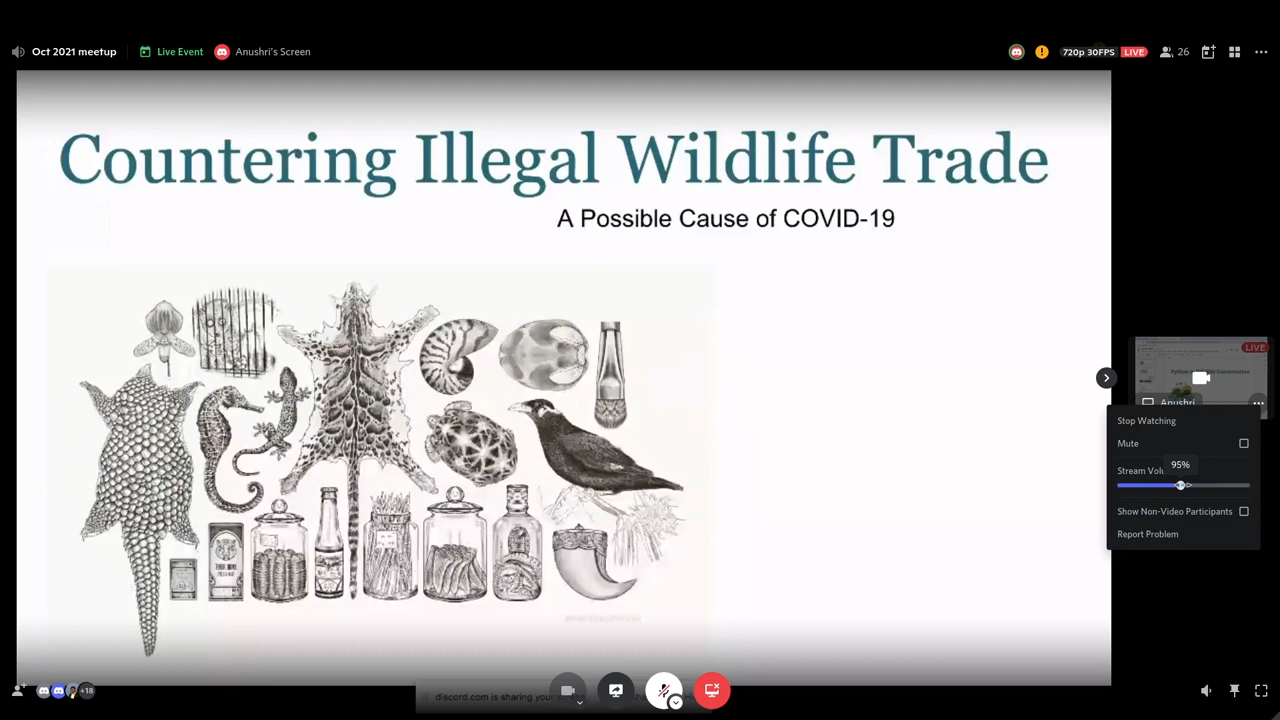 Oct 2021 meetup
Live Event
Anushri's Screen
720p 30FPS LIVE
26
Countering Illegal Wildlife Trade
A Possible Cause of COVID-19
LIVE
Anushri
Stop Watching
Mute
95%
Stream Volu
Show Non-Video Participants
Report Problem
+18
discord.com is sharing your